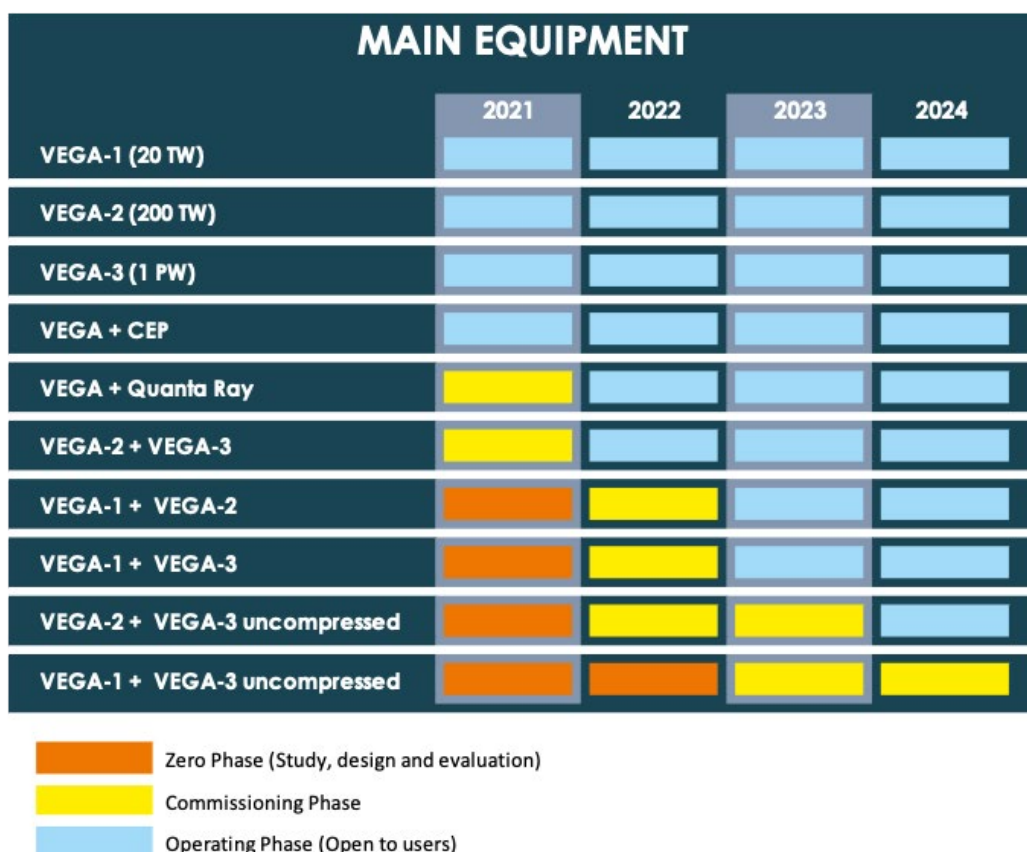 MAIN EQUIPMENT
2021 2022 2023 2024
VEGA-1 (20 TW)
VEGA-2 (200 TW)
VEGA-3 (1 PW)
VEGA + CEP
VEGA + Quanta Ray
VEGA-2 + VEGA-3
VEGA-1 + VEGA-2
VEGA-1 + VEGA-3
VEGA-2 + VEGA-3 uncompressed
VEGA-1 + VEGA-3 uncompressed
Zero Phase (Study, design and evaluation)
Commissioning Phase
Operating Phase (Open to users)